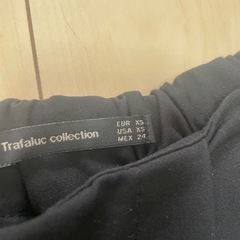 Trafaluc collection
EUR XS
USA XS
MEX 24